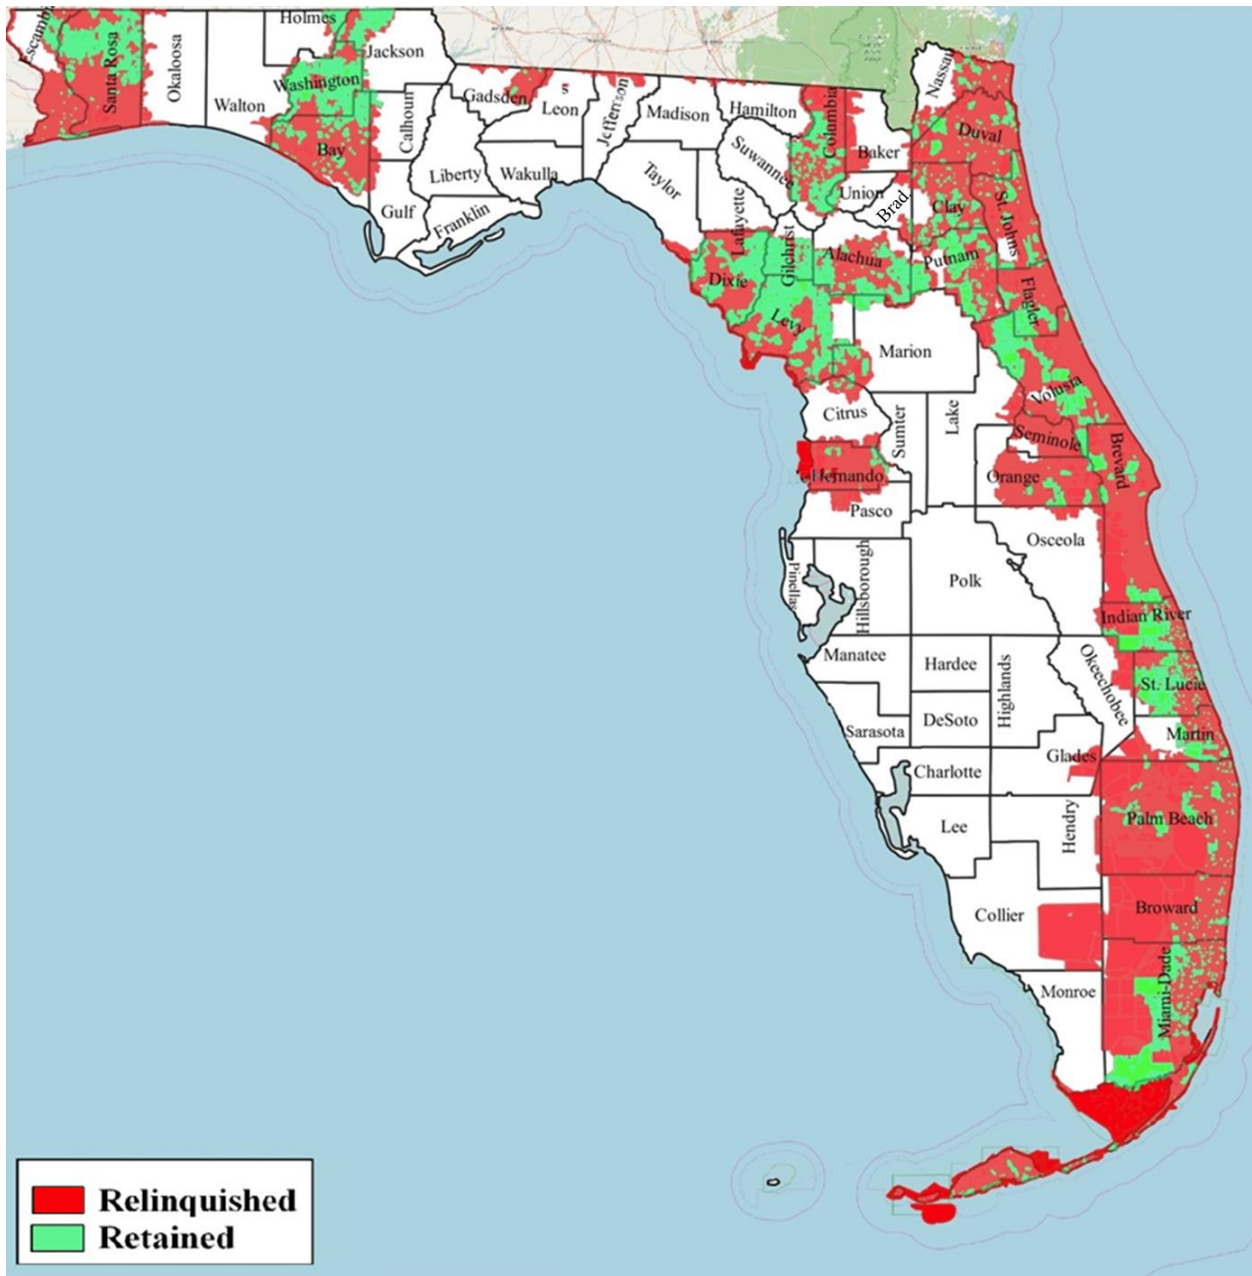 Escambia
Santa Rosa
Okaloosa
Walton
Holmes
Washington
Bay
Jackson
Calhoun
Gulf
Gadsden
Liberty
Franklin
Leon
Wakulla
Jefferson
Madison
Taylor
Hamilton
Suwannee
Lafayette
Columbia
Baker
Union
Brad
Nassau
Duval
Clay
St. Johns
Putnam
Flagler
Dixie
Gilchrist
Alachua
Levy
Marion
Volusia
Citrus
Sumter
Lake
Seminole
Orange
Brevard
Hernando
Pasco
Osceola
Pinellas
Hillsborough
Polk
Indian River
Manatee
Hardee
Highlands
Okeechobee
St. Lucie
Sarasota
DeSoto
Martin
Glades
Charlotte
Lee
Hendry
Palm Beach
Collier
Broward
Monroe
Miami-Dade
Relinquished
Retained